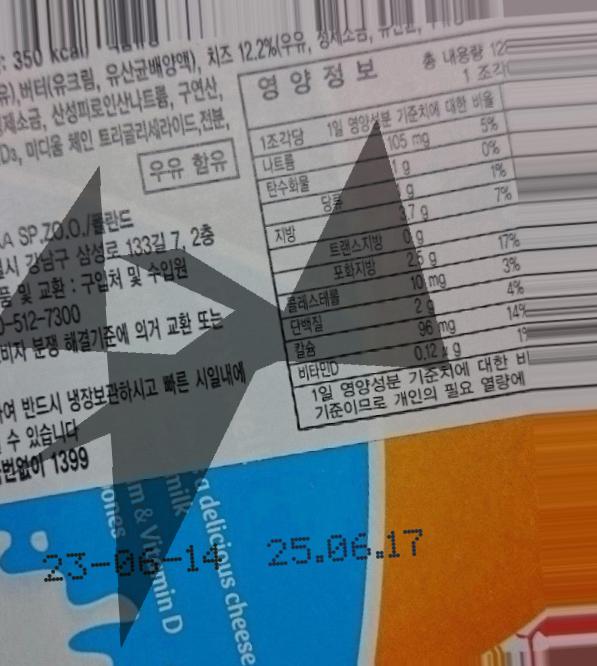 : 350 kcal
유),버터(유크림, 유산균배양액), 치즈 12.2%(우유, 정제소금,
제소금, 산성피로인산나트륨, 구연산,
D₃, 미디움 체인 트리글리세라이드,전분,
우유 함유
AA SP.ZO.O./폴란드
시 강남구 삼성로 133길 7, 2층
품 및 교환 : 구입처 및 수입원
0-512-7300
비자 분쟁 해결기준에 의거 교환 또는
여 반드시 냉장보관하시고 빠른 시일내에
수 있습니다
번없이 1399
영양정보
총 내용량 12
1 조각
1조각당 1일 영양성분 기준치에 대한 비율
나트륨 105 mg 5%
탄수화물 1 g 0%
당류 1 g 1%
지방 3.7 g 7%
트랜스지방 0 g
포화지방 2.5 g 17%
콜레스테롤 10 mg 3%
단백질 2 g 4%
칼슘 96 mg 14%
비타민D 0.12 g 1%
1일 영양성분 기준치에 대한 비
기준이므로 개인의 필요 열량에
a delicious cheese
milk
m & Vitamin D
bones
23-06-14 25.06.17